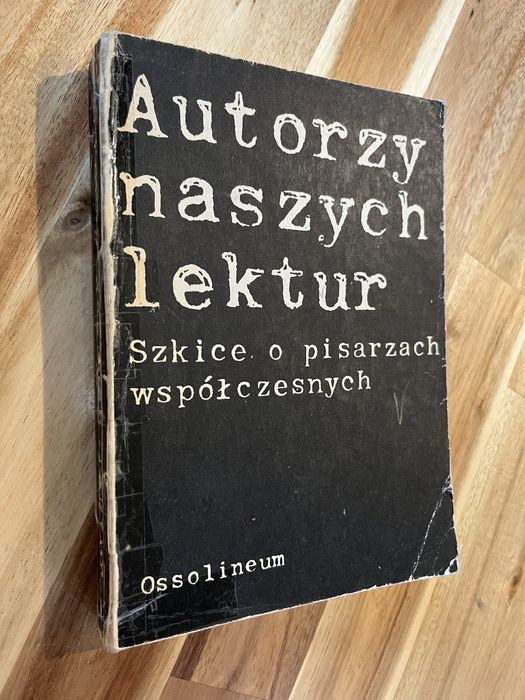 Autorzy
naszych
lektur
Szkice o pisarzach
współczesnych
Ossolineum